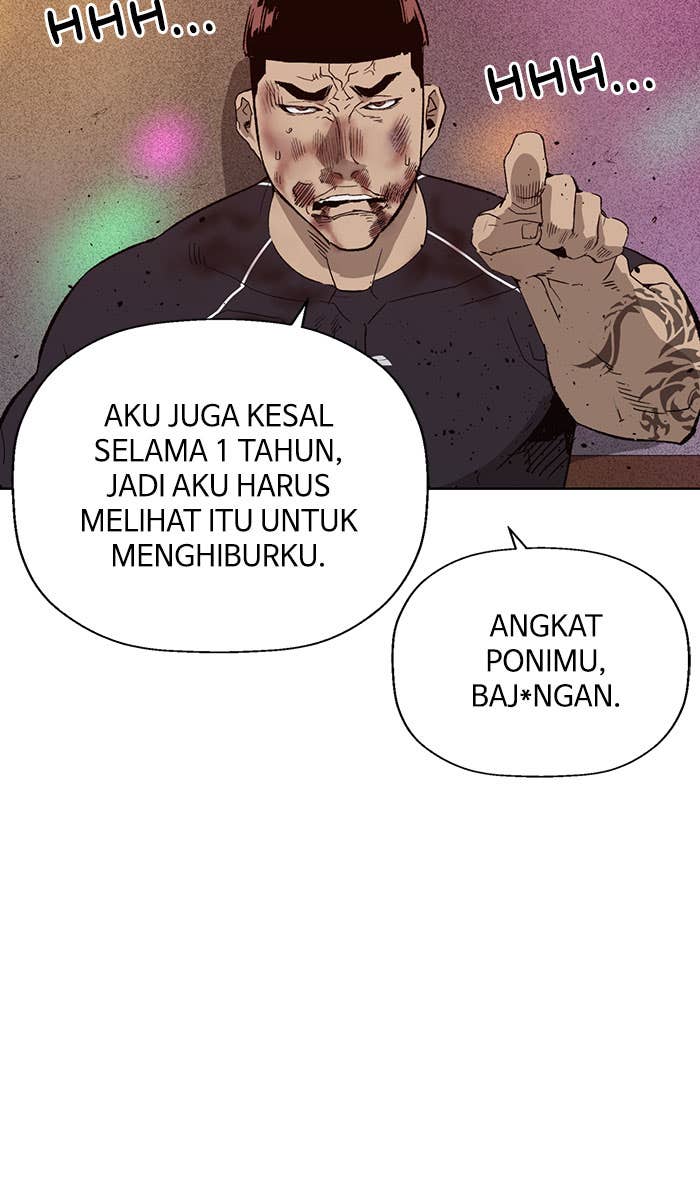 HHH...
HHH...
AKU JUGA KESAL
SELAMA 1 TAHUN,
JADI AKU HARUS
MELIHAT ITU UNTUK
MENGHIBURKU.
ANGKAT
PONIMU,
BAJ*NGAN.